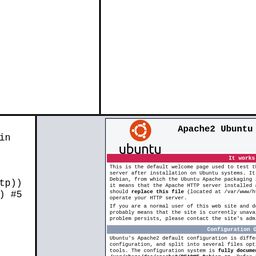 in
tp))
) #5
ubuntu
Apache2 Ubuntu
It works
This is the default welcome page used to test t
server after installation on Ubuntu systems. It
Debian, from which the Ubuntu Apache packaging
it means that the Apache HTTP server installed
should replace this file (located at /var/www/h
operate your HTTP server.
If you are a normal user of this web site and d
probably means that the site is currently unava
problem persists, please contact the site's adm
Configuration O
Ubuntu's Apache2 default configuration is diffe
configuration, and split into several files opti
tools. The configuration system is fully docume